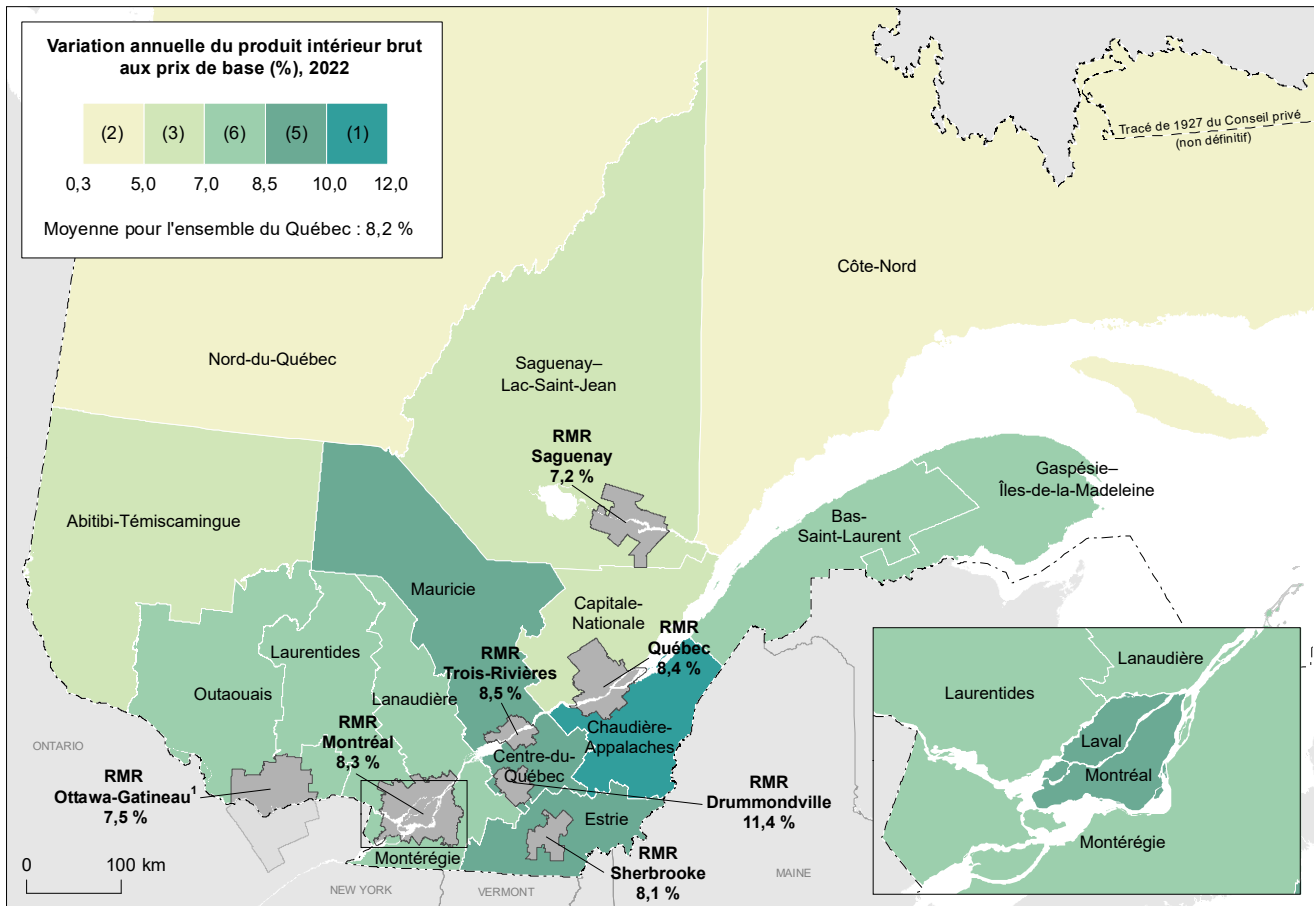 Variation annuelle du produit intérieur brut
aux prix de base (%), 2022
(2) (3) (6) (5) (1)
0,3 5,0 7,0 8,5 10,0 12,0
Moyenne pour l'ensemble du Québec : 8,2 %
Tracé de 1927 du Conseil privé
(non définitif)
Côte-Nord
Nord-du-Québec
Saguenay–
Lac-Saint-Jean
RMR
Saguenay
7,2 %
Gaspésie–
Îles-de-la-Madeleine
Bas-
Saint-Laurent
Abitibi-Témiscamingue
Mauricie
Capitale-
Nationale
RMR
Québec
8,4 %
RMR
Trois-Rivières
8,5 %
Laurentides
Outaouais
Lanaudière
RMR
Montréal
8,3 %
Chaudière-
Appalaches
Centre-du-
Québec
ONTARIO
RMR
Ottawa-Gatineau¹
7,5 %
RMR
Drummondville
11,4 %
Estrie
Montérégie
RMR
Sherbrooke
8,1 %
0 100 km
NEW YORK
VERMONT
MAINE
Lanaudière
Laurentides
Laval
Montréal
Montérégie